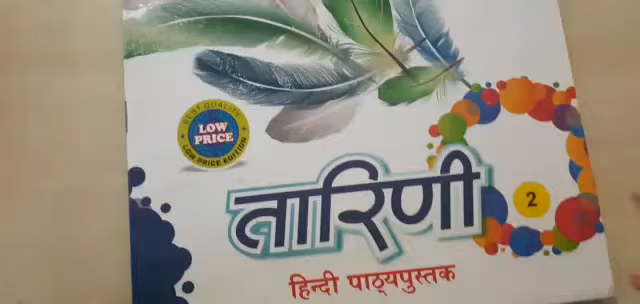 BEST QUALITY
LOW
PRICE
LOW PRICE EDITION
तारिणी
2
हिन्दी पाठ्यपुस्तक